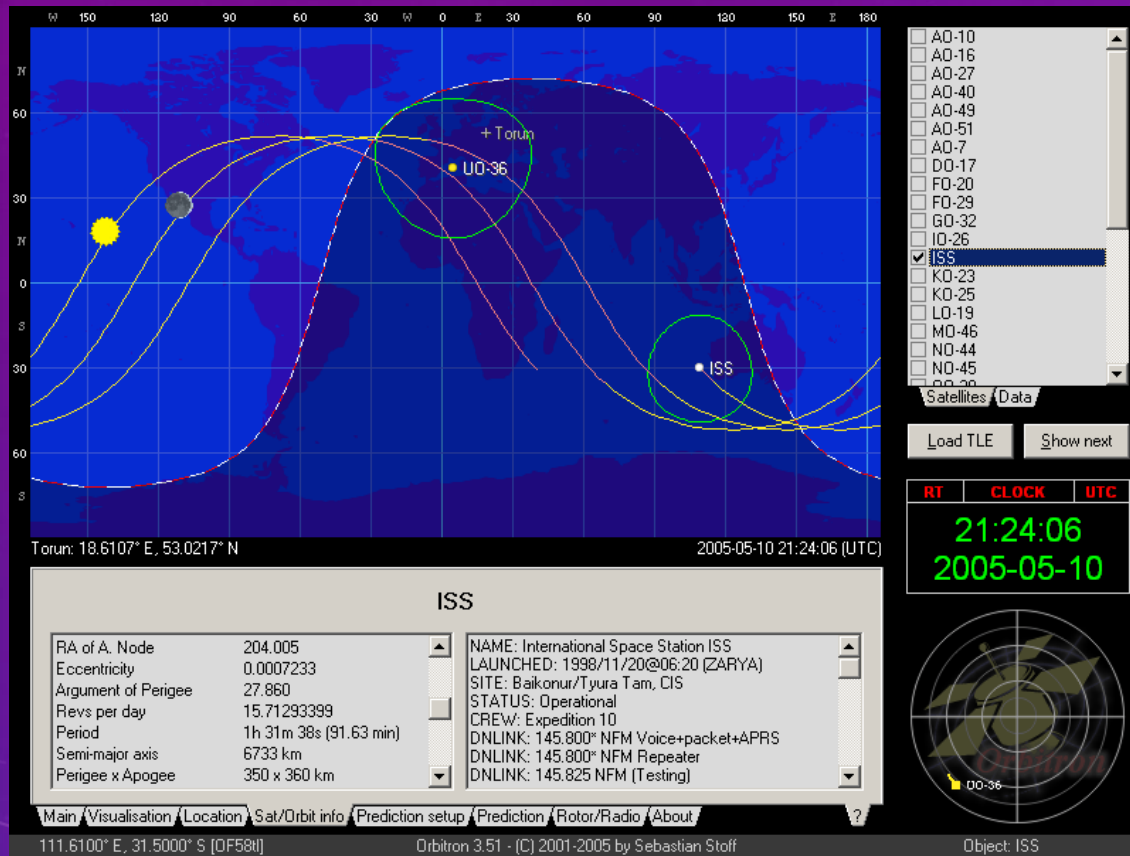 W 150 120 90 60 30 W 0 E 30 60 90 120 150 E 180
N
60
30
N
0
S
30
60
S
+Torun
UO-36
ISS
Torun: 18.6107° E, 53.0217° N 2005-05-10 21:24:06 (UTC)
AO-10
AO-16
AO-27
AO-40
AO-49
AO-51
AO-7
DO-17
FO-20
FO-29
GO-32
IO-26
ISS
KO-23
KO-25
LO-19
MO-46
NO-44
NO-45
Satellites Data
Load TLE Show next
RT CLOCK UTC
21:24:06
2005-05-10
Orbitron
UO-36
ISS
RA of A. Node 204.005
Eccentricity 0.0007233
Argument of Perigee 27.860
Revs per day 15.71293399
Period 1h 31m 38s (91.63 min)
Semi-major axis 6733 km
Perigee x Apogee 350 x 360 km
NAME: International Space Station ISS
LAUNCHED: 1998/11/20@06:20 (ZARYA)
SITE: Baikonur/Tyura Tam, CIS
STATUS: Operational
CREW: Expedition 10
DNLINK: 145.800* NFM Voice+packet+APRS
DNLINK: 145.800* NFM Repeater
DNLINK: 145.825 NFM (Testing)
Main Visualisation Location Sat/Orbit info Prediction setup Prediction Rotor/Radio About ?
111.6100° E, 31.5000° S [OF58tl] Orbitron 3.51 - (C) 2001-2005 by Sebastian Stoff Object: ISS